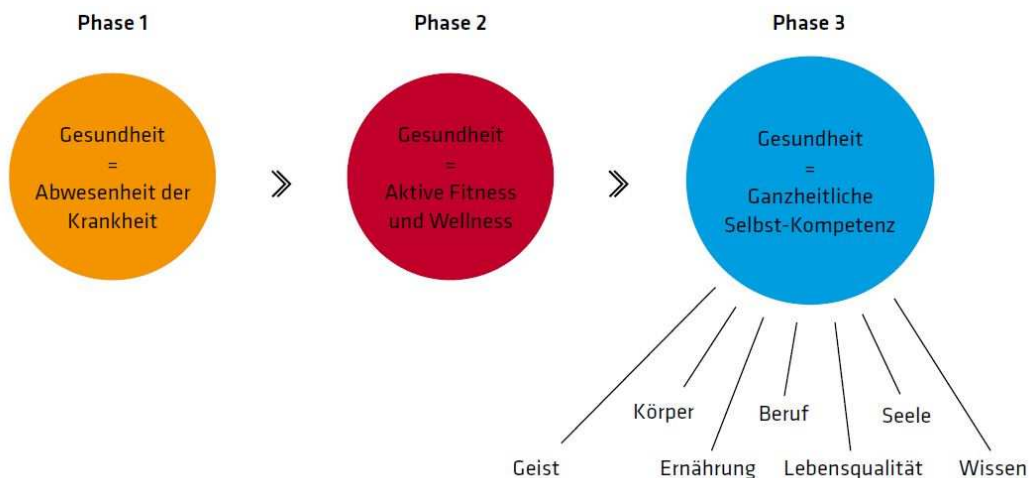 Phase 1
Phase 2
Phase 3
Gesundheit
=
Abwesenheit der
Krankheit
Gesundheit
=
Aktive Fitness
und Wellness
Gesundheit
=
Ganzheitliche
Selbst-Kompetenz
Körper
Beruf
Seele
Geist
Ernährung
Lebensqualität
Wissen